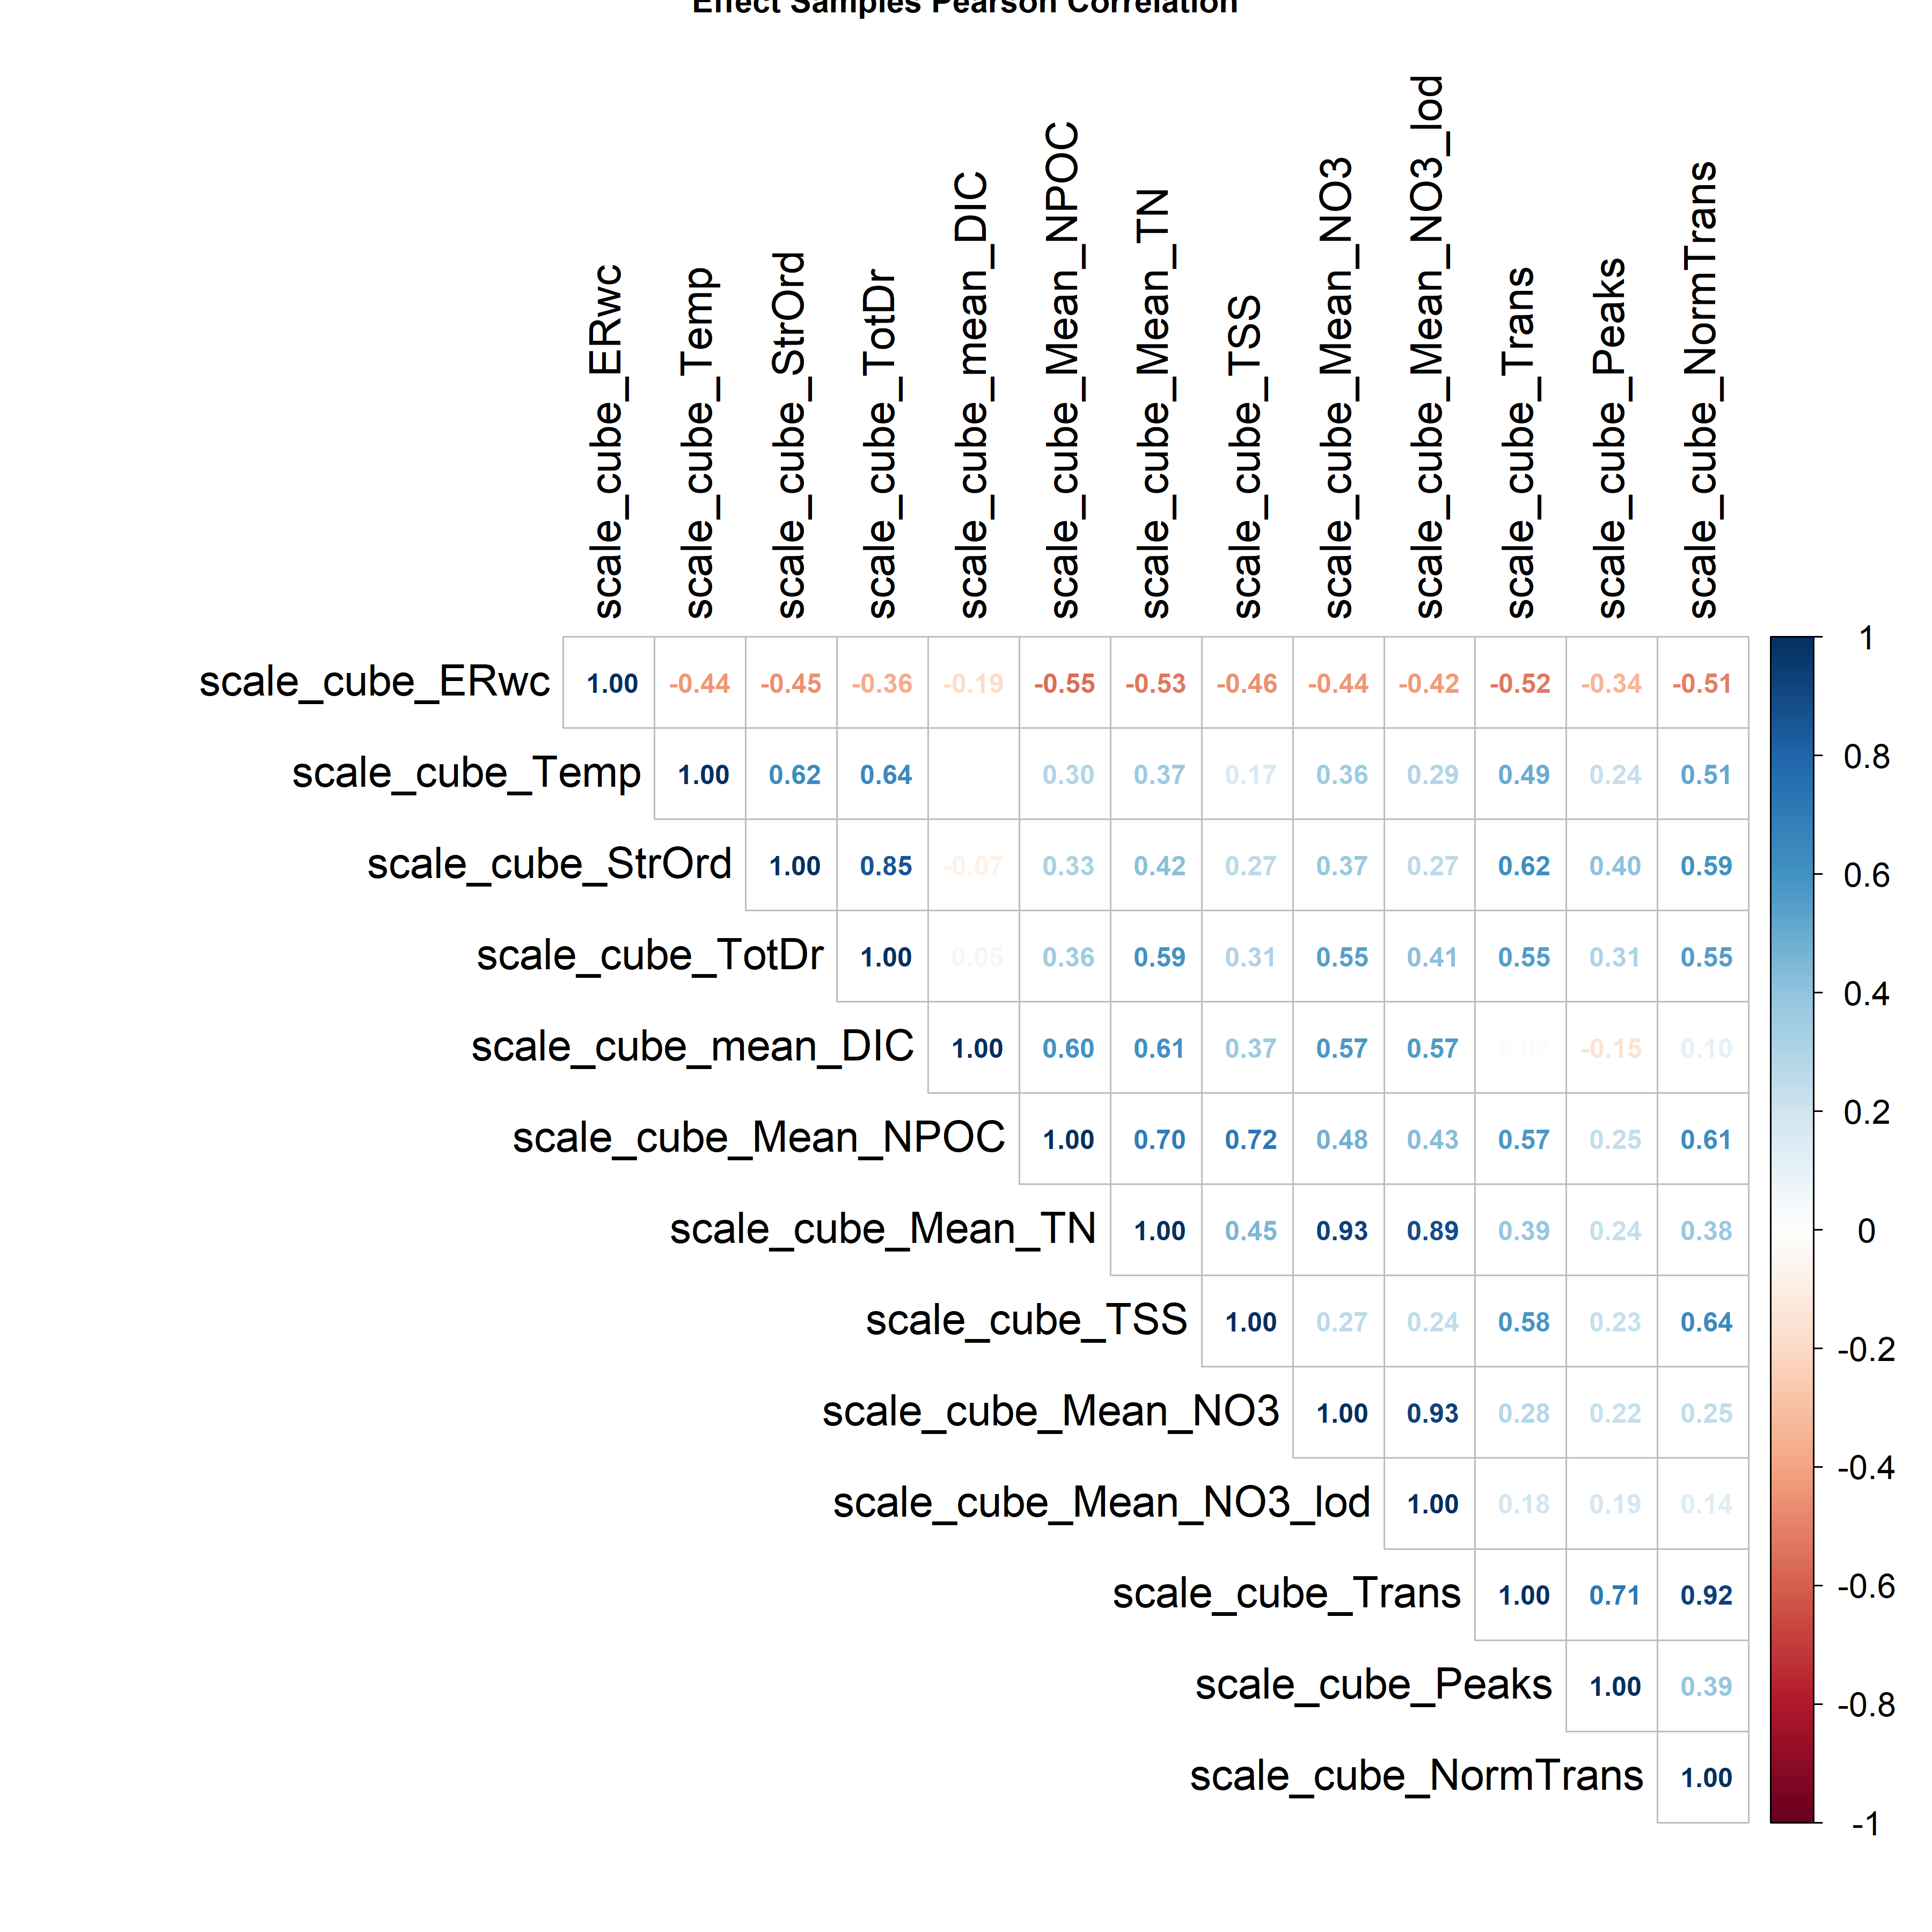 Effect Samples Pearson Correlation
scale_cube_ERwc
scale_cube_Temp
scale_cube_StrOrd
scale_cube_TotDr
scale_cube_mean_DIC
scale_cube_Mean_NPOC
scale_cube_Mean_TN
scale_cube_TSS
scale_cube_Mean_NO3
scale_cube_Mean_NO3_lod
scale_cube_Trans
scale_cube_Peaks
scale_cube_NormTrans
scale_cube_ERwc 1.00 -0.44 -0.45 -0.36 -0.19 -0.55 -0.53 -0.46 -0.44 -0.42 -0.52 -0.34 -0.51
scale_cube_Temp 1.00 0.62 0.64 0.30 0.37 0.17 0.36 0.29 0.49 0.24 0.51
scale_cube_StrOrd 1.00 0.85 -0.07 0.33 0.42 0.27 0.37 0.27 0.62 0.40 0.59
scale_cube_TotDr 1.00 0.05 0.36 0.59 0.31 0.55 0.41 0.55 0.31 0.55
scale_cube_mean_DIC 1.00 0.60 0.61 0.37 0.57 0.57 0.02 -0.15 0.10
scale_cube_Mean_NPOC 1.00 0.70 0.72 0.48 0.43 0.57 0.25 0.61
scale_cube_Mean_TN 1.00 0.45 0.93 0.89 0.39 0.24 0.38
scale_cube_TSS 1.00 0.27 0.24 0.58 0.23 0.64
scale_cube_Mean_NO3 1.00 0.93 0.28 0.22 0.25
scale_cube_Mean_NO3_lod 1.00 0.18 0.19 0.14
scale_cube_Trans 1.00 0.71 0.92
scale_cube_Peaks 1.00 0.39
scale_cube_NormTrans 1.00
1
0.8
0.6
0.4
0.2
0
-0.2
-0.4
-0.6
-0.8
-1